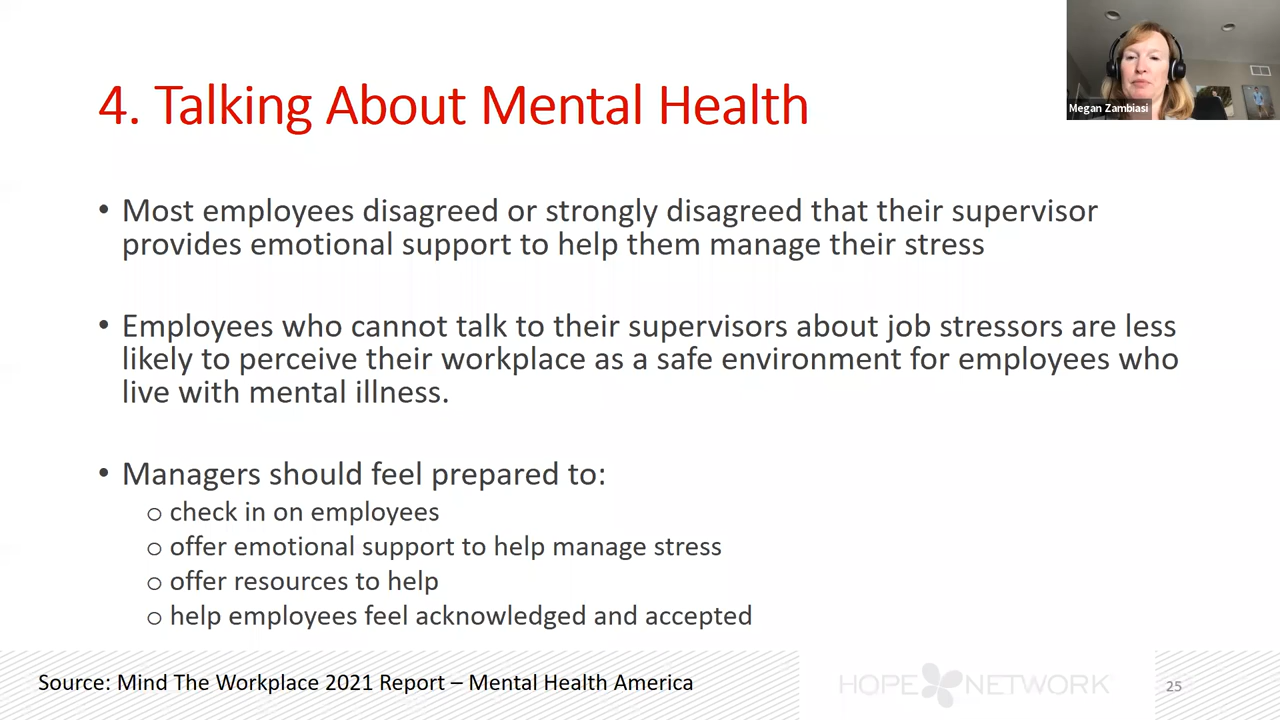 4. Talking About Mental Health
Megan Zambiasi
• Most employees disagreed or strongly disagreed that their supervisor
provides emotional support to help them manage their stress
• Employees who cannot talk to their supervisors about job stressors are less
likely to perceive their workplace as a safe environment for employees who
live with mental illness.
• Managers should feel prepared to:
o check in on employees
o offer emotional support to help manage stress
o offer resources to help
o help employees feel acknowledged and accepted
Source: Mind The Workplace 2021 Report – Mental Health America
HOPE NETWORK
25